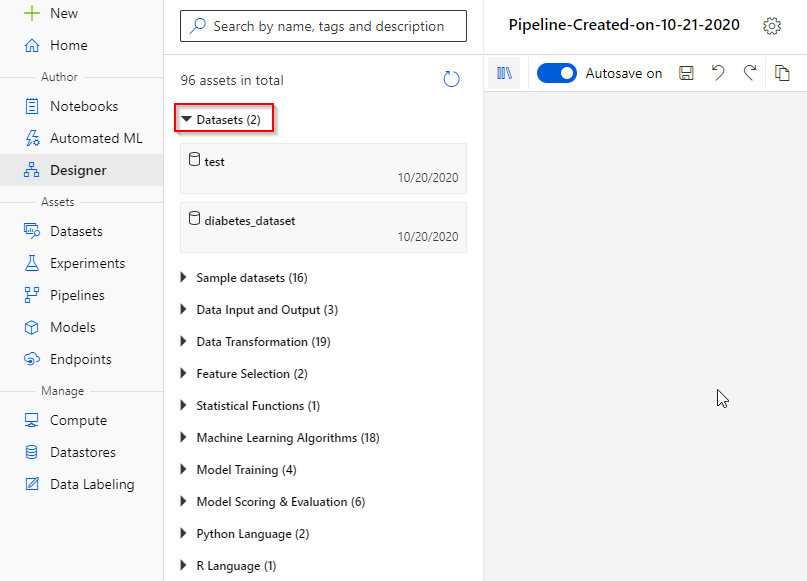 New
Home
Author
Notebooks
Automated ML
Designer
Assets
Datasets
Experiments
Pipelines
Models
Endpoints
Manage
Compute
Datastores
Data Labeling
Search by name, tags and description
96 assets in total
Datasets (2)
test
10/20/2020
diabetes_dataset
10/20/2020
Sample datasets (16)
Data Input and Output (3)
Data Transformation (19)
Feature Selection (2)
Statistical Functions (1)
Machine Learning Algorithms (18)
Model Training (4)
Model Scoring & Evaluation (6)
Python Language (2)
R Language (1)
Pipeline-Created-on-10-21-2020
Autosave on